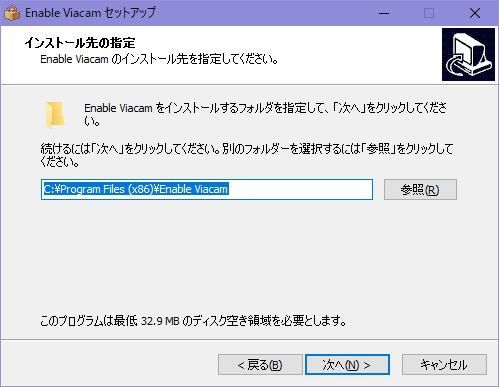 Enable Viacam セットアップ
インストール先の指定
Enable Viacam のインストール先を指定してください。
Enable Viacam をインストールするフォルダを指定して、「次へ」をクリックしてくださ
い。
続けるには「次へ」をクリックしてください。別のフォルダーを選択するには「参照」をクリックして
ください。
C:¥Program Files (x86)¥Enable Viacam
参照(R)
このプログラムは最低 32.9 MB のディスク空き領域を必要とします。
< 戻る(B)
次へ(N) >
キャンセル